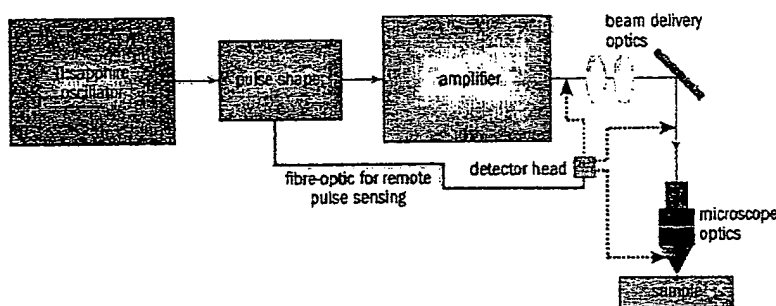 beam delivery
optics
Ti:sapphire
oscillator
pulse shape
amplifier
detector head
fibre-optic for remote
pulse sensing
microscope
optics
sample